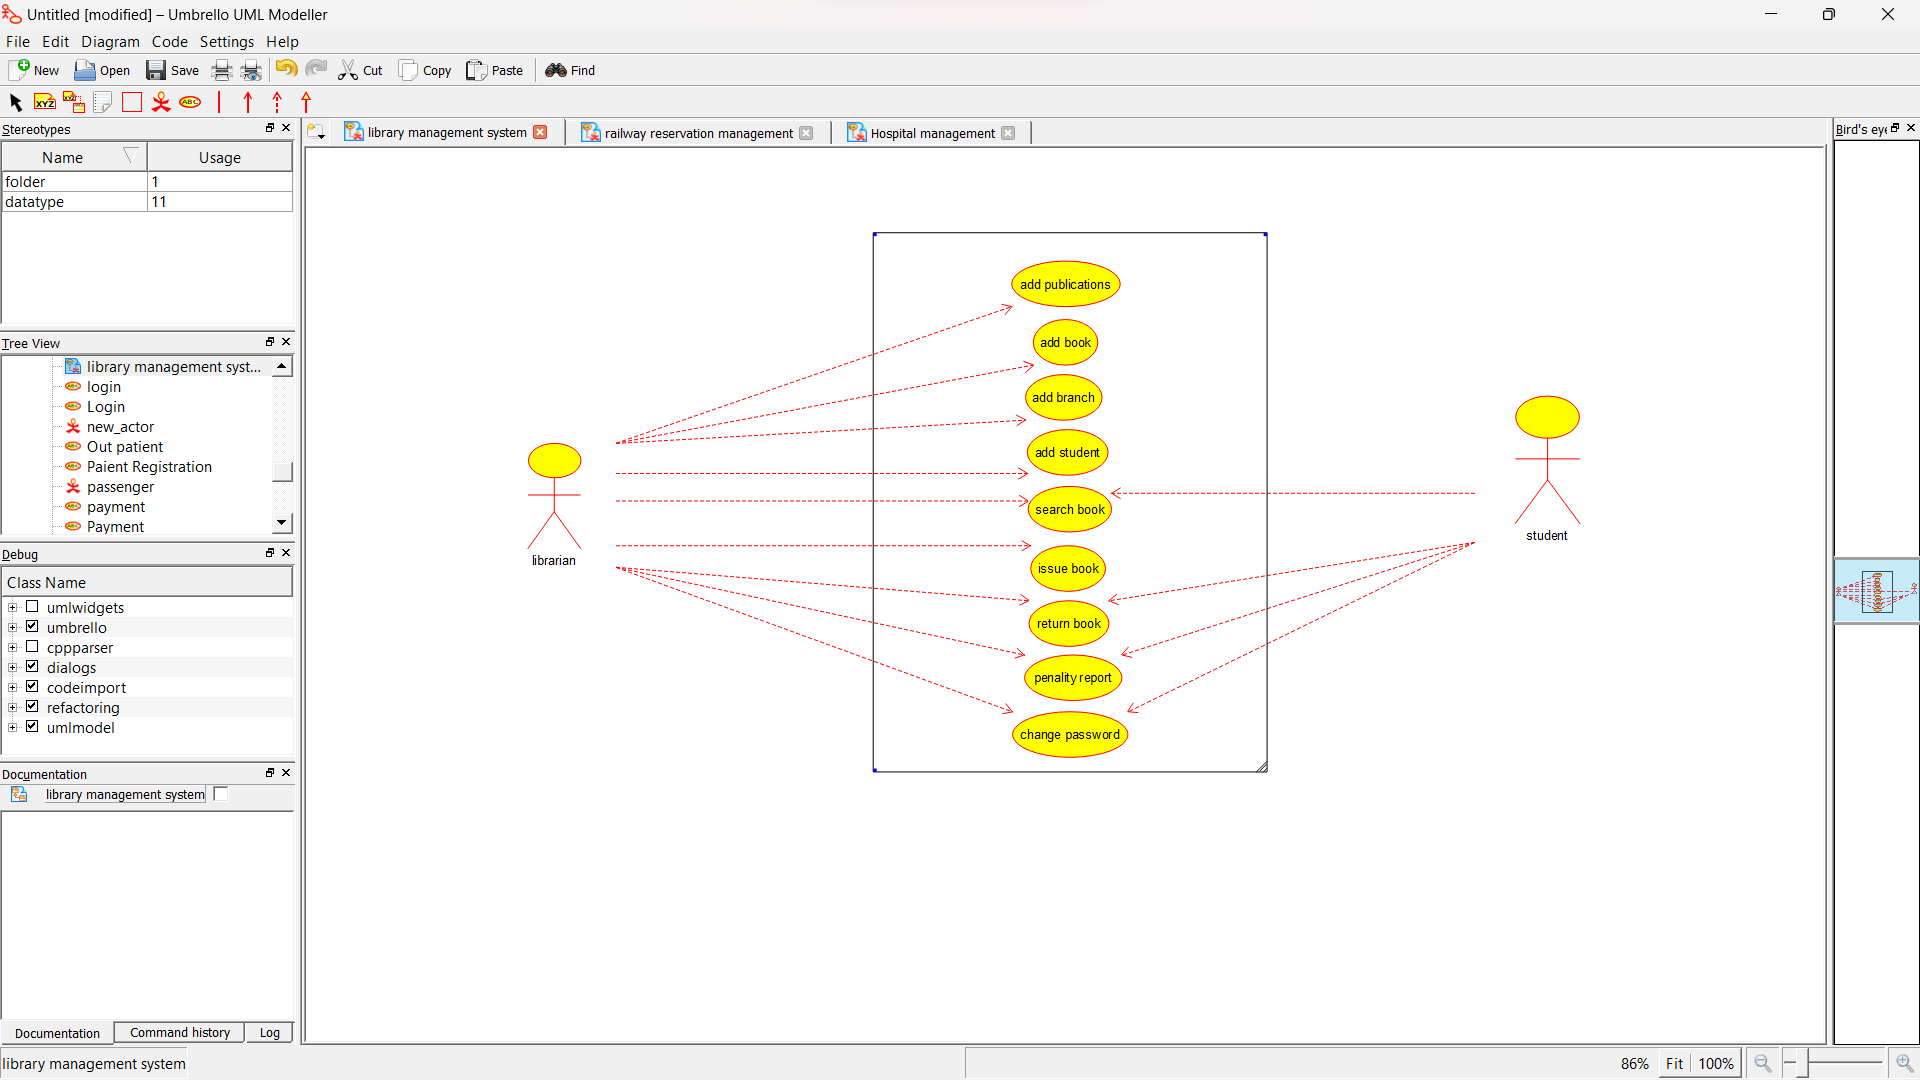 Untitled [modified] – Umbrello UML Modeller
File Edit Diagram Code Settings Help
New Open Save Cut Copy Paste Find
XYZ XYZ ABC
Stereotypes
Name Usage
folder 1
datatype 11
Tree View
library management syst...
login
Login
new_actor
Out patient
Paient Registration
passenger
payment
Payment
Debug
Class Name
umlwidgets
umbrello
cppparser
dialogs
codeimport
refactoring
umlmodel
Documentation
library management system
Documentation Command history Log
library management system
library management system railway reservation management Hospital management
add publications
add book
add branch
add student
search book
issue book
return book
penality report
change password
librarian
student
Bird's eye
86% Fit 100%